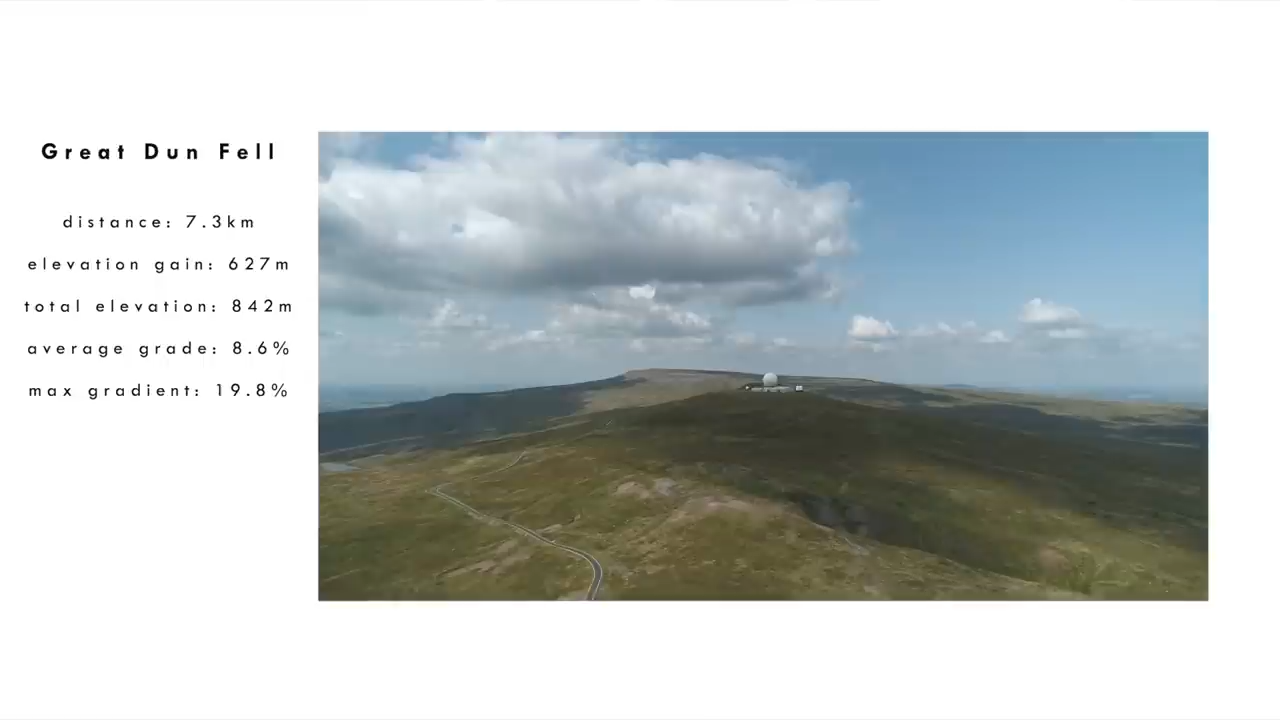 Great Dun Fell
distance: 7.3km
elevation gain: 627m
total elevation: 842m
average grade: 8.6%
max gradient: 19.8%